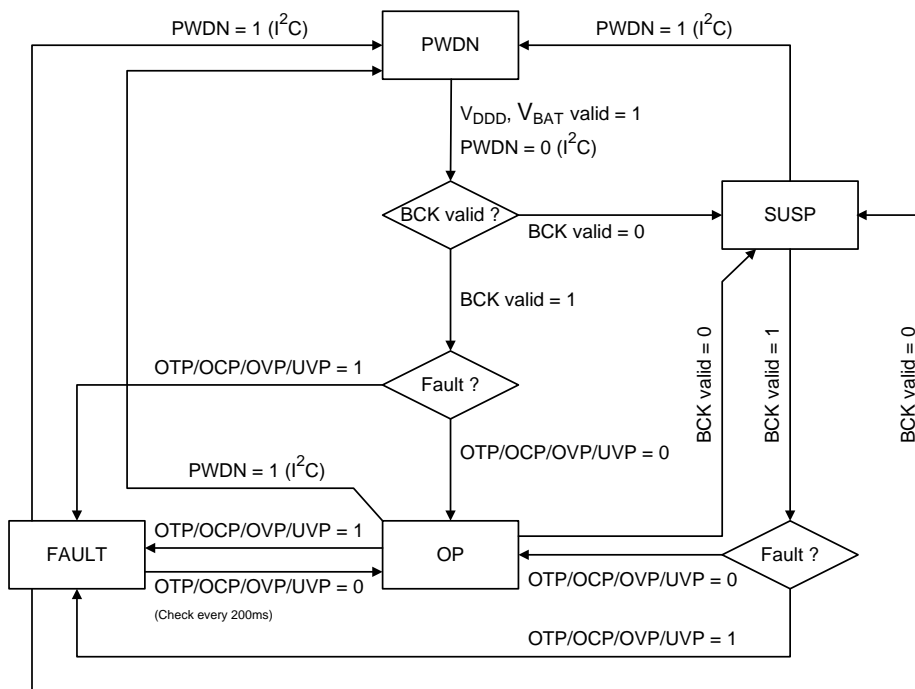 PWDN = 1 (I²C)
PWDN
PWDN = 1 (I²C)
V_DDD, V_BAT valid = 1
PWDN = 0 (I²C)
BCK valid ?
BCK valid = 0
SUSP
BCK valid = 1
BCK valid = 0
BCK valid = 1
BCK valid = 0
OTP/OCP/OVP/UVP = 1
Fault ?
OTP/OCP/OVP/UVP = 0
PWDN = 1 (I²C)
FAULT
OTP/OCP/OVP/UVP = 1
OP
Fault ?
OTP/OCP/OVP/UVP = 0
(Check every 200ms)
OTP/OCP/OVP/UVP = 0
OTP/OCP/OVP/UVP = 1